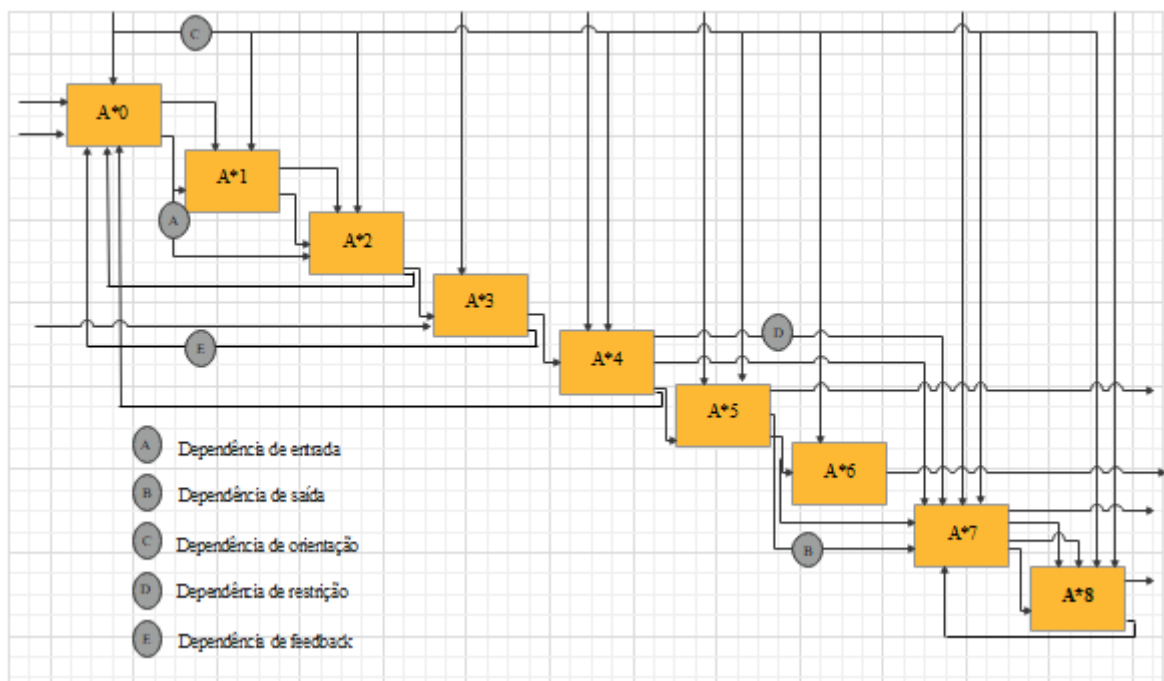 C
A*0
A*1
A
A*2
A*3
E
D
A*4
A*5
A*6
A*7
B
A*8
A Dependência de entrada
B Dependência de saída
C Dependência de orientação
D Dependência de restrição
E Dependência de feedback